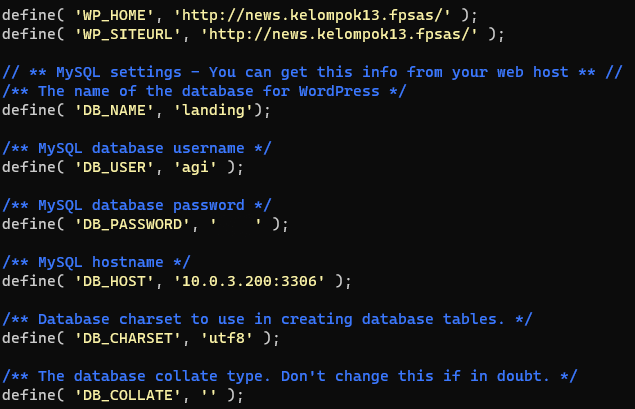 define( 'WP_HOME', 'http://news.kelompok13.fpsas/' );
define( 'WP_SITEURL', 'http://news.kelompok13.fpsas/' );
// ** MySQL settings - You can get this info from your web host ** //
/** The name of the database for WordPress */
define( 'DB_NAME', 'landing');
/** MySQL database username */
define( 'DB_USER', 'agi' );
/** MySQL database password */
define( 'DB_PASSWORD', '    ' );
/** MySQL hostname */
define( 'DB_HOST', '10.0.3.200:3306' );
/** Database charset to use in creating database tables. */
define( 'DB_CHARSET', 'utf8' );
/** The database collate type. Don't change this if in doubt. */
define( 'DB_COLLATE', '' );